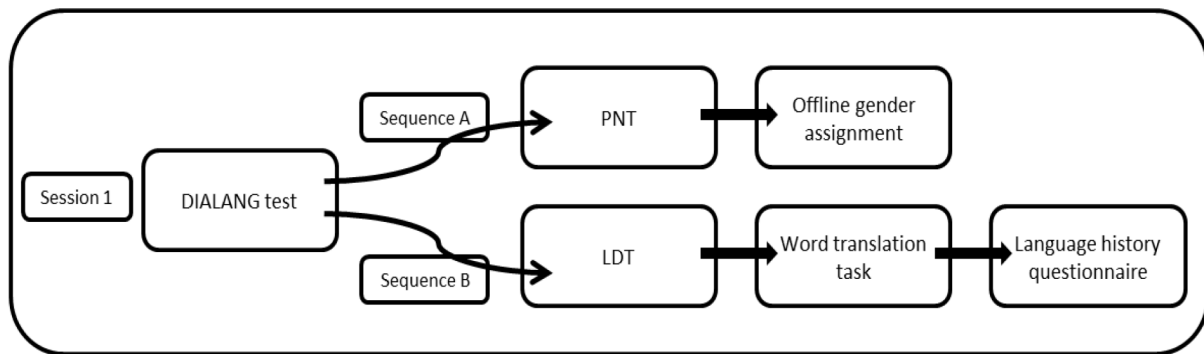 Session 1
DIALANG test
Sequence A
PNT
Offline gender
assignment
Sequence B
LDT
Word translation
task
Language history
questionnaire